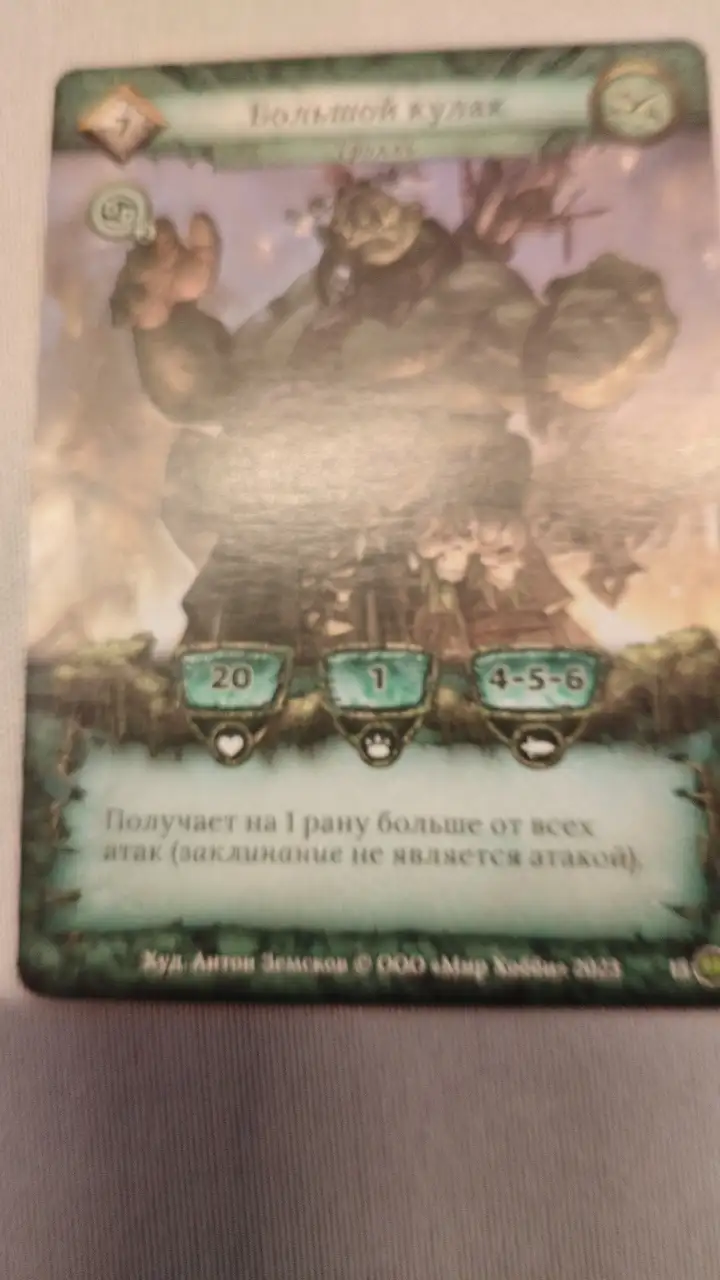 7
Большой кулак
20 1 4-5-6
Получает на 1 рану больше от всех
атак (заклинание не является атакой).
Худ. Антон Земсков © ООО «Мир Хобби» 2023